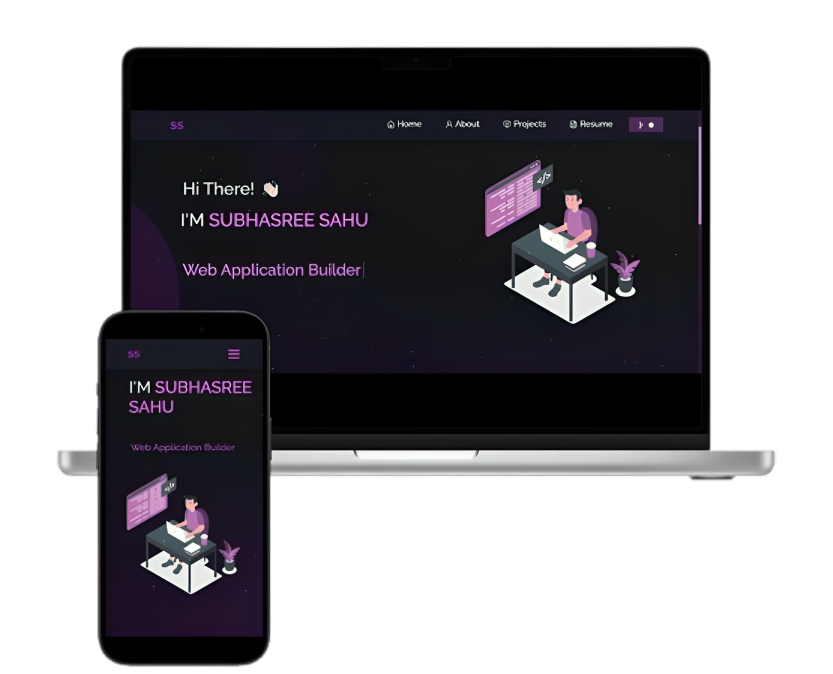 SS
Home About Projects Resume
Hi There!
I'M SUBHASREE SAHU
Web Application Builder
</>
SS
I'M SUBHASREE
SAHU
Web Application Builder
</>